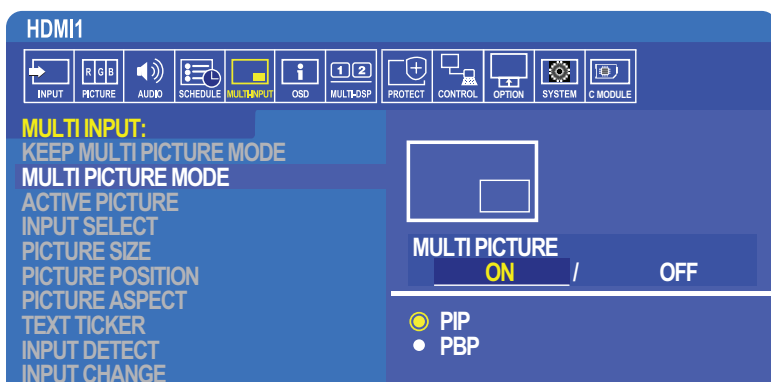 HDMI1
INPUT
RGB
PICTURE
AUDIO
SCHEDULE
MULTI-INPUT
OSD
1 2
MULTI-DSP
PROTECT
CONTROL
OPTION
SYSTEM
C MODULE
MULTI INPUT:
KEEP MULTI PICTURE MODE
MULTI PICTURE MODE
ACTIVE PICTURE
INPUT SELECT
PICTURE SIZE
PICTURE POSITION
PICTURE ASPECT
TEXT TICKER
INPUT DETECT
INPUT CHANGE
MULTI PICTURE
ON / OFF
PIP
PBP